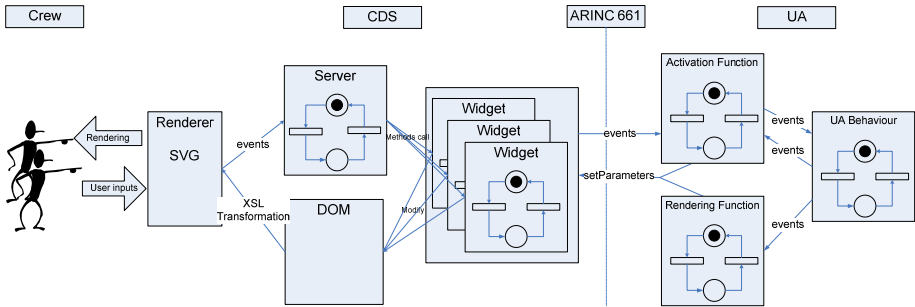 Crew
CDS
ARINC 661
UA
Rendering
User inputs
Renderer
SVG
events
XSL
Transformation
Server
DOM
Methods call
Modify
Widget
Widget
Widget
events
setParameters
Activation Function
Rendering Function
events
events
events
UA Behaviour